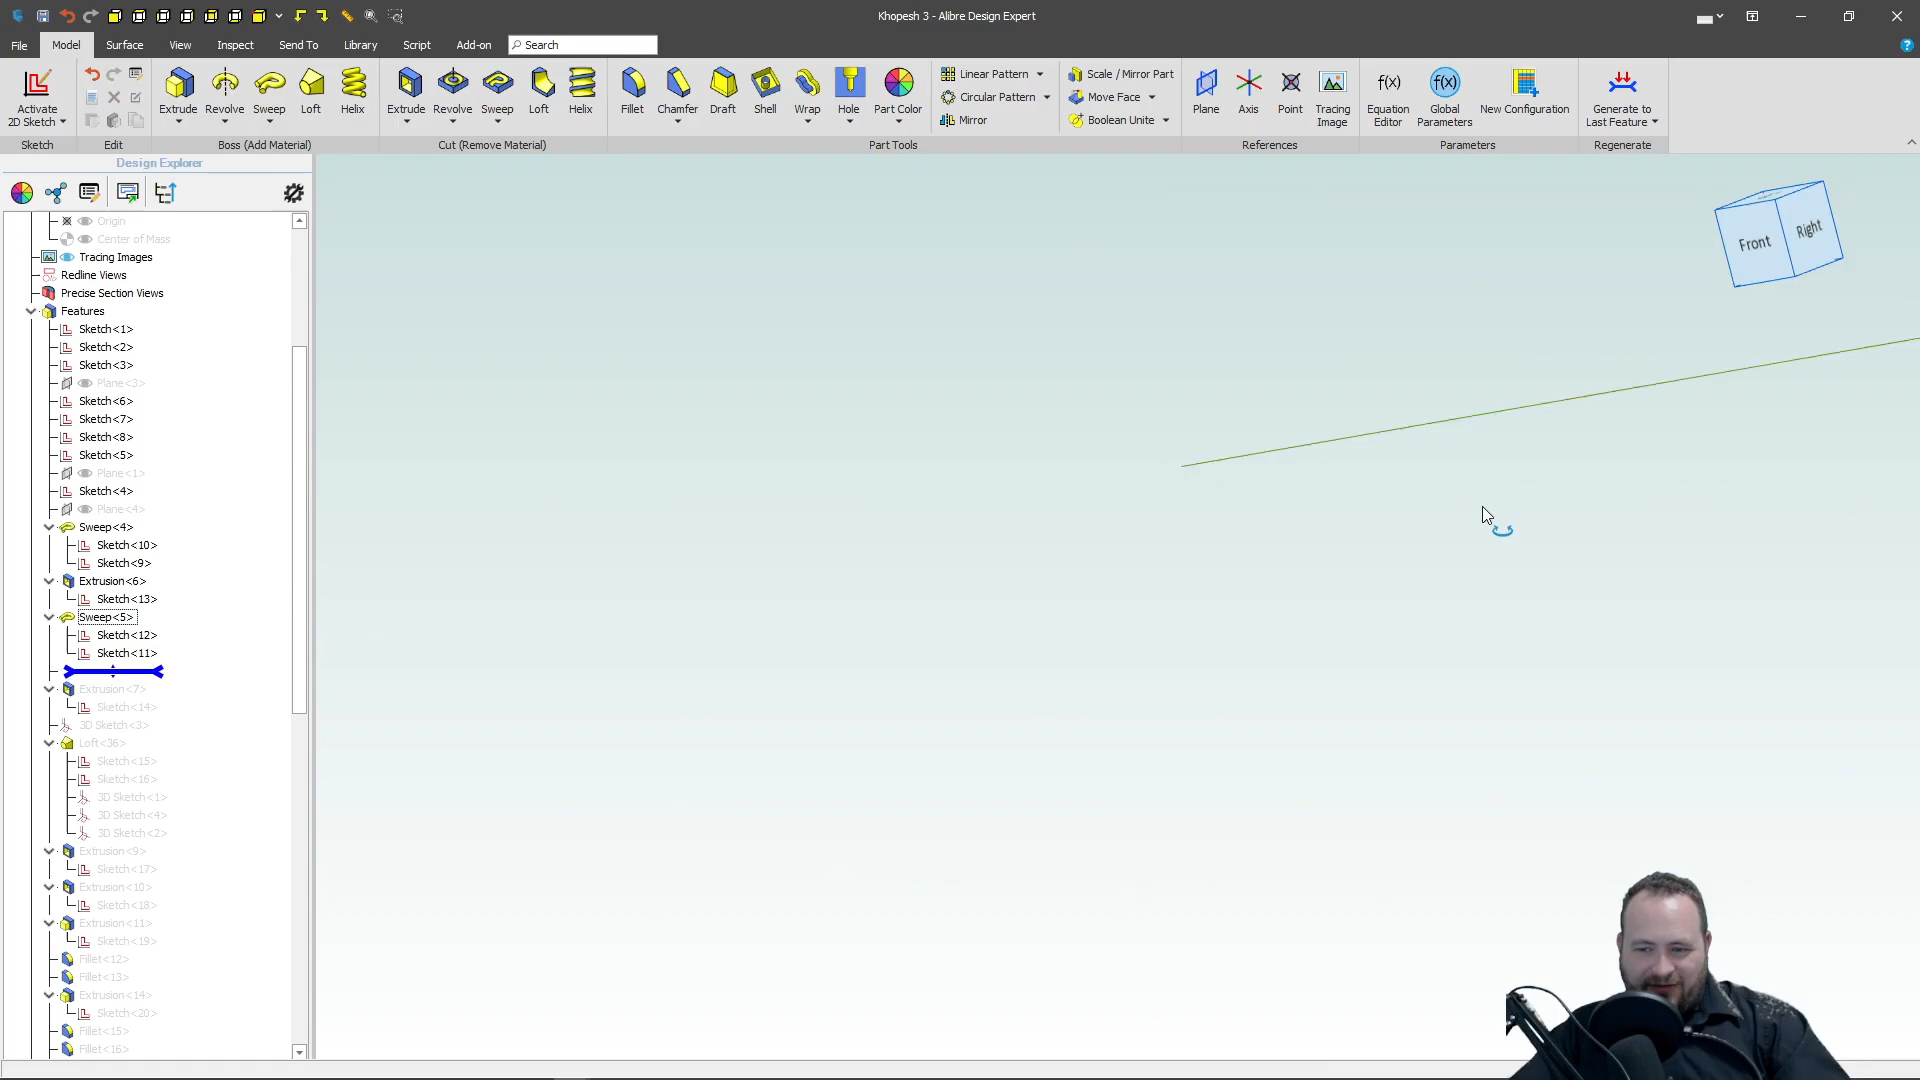 Khopesh 3 - Alibre Design Expert
File Model Surface View Inspect Send To Library Script Add-on Search
Activate
2D Sketch
Extrude Revolve Sweep Loft Helix
Extrude Revolve Sweep Loft Helix
Fillet Chamfer Draft Shell Wrap Hole Part Color
Linear Pattern
Circular Pattern
Mirror
Scale / Mirror Part
Move Face
Boolean Unite
Plane Axis Point Tracing
Image
Equation
Editor
Global
Parameters
New Configuration
Generate to
Last Feature
Sketch Edit Boss (Add Material) Cut (Remove Material) Part Tools References Parameters Regenerate
Design Explorer
Origin
Center of Mass
Tracing Images
Redline Views
Precise Section Views
Features
Sketch<1>
Sketch<2>
Sketch<3>
Plane<3>
Sketch<6>
Sketch<7>
Sketch<8>
Sketch<5>
Plane<1>
Sketch<4>
Plane<4>
Sweep<4>
Sketch<10>
Sketch<9>
Extrusion<6>
Sketch<13>
Sweep<5>
Sketch<12>
Sketch<11>
Extrusion<7>
Sketch<14>
3D Sketch<3>
Loft<36>
Sketch<15>
Sketch<16>
3D Sketch<1>
3D Sketch<4>
3D Sketch<2>
Extrusion<9>
Sketch<17>
Extrusion<10>
Sketch<18>
Extrusion<11>
Sketch<19>
Fillet<12>
Fillet<13>
Extrusion<14>
Sketch<20>
Fillet<15>
Fillet<16>
Front Right